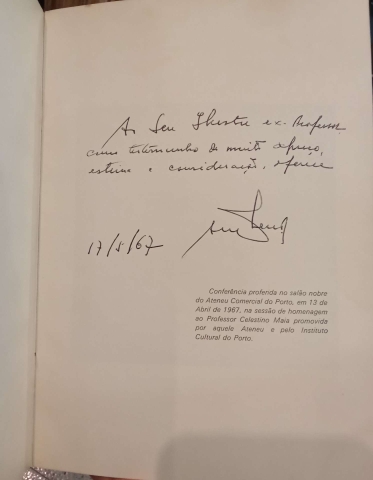 Ao Seu Ilustre ex-Professor
com testemunho de muito apreço,
estima e consideração, oferece
17/5/67
Conferência proferida no salão nobre
do Ateneu Comercial do Porto, em 13 de
Abril de 1967, na sessão de homenagem
ao Professor Celestino Maia promovida
por aquele Ateneu e pelo Instituto
Cultural do Porto.